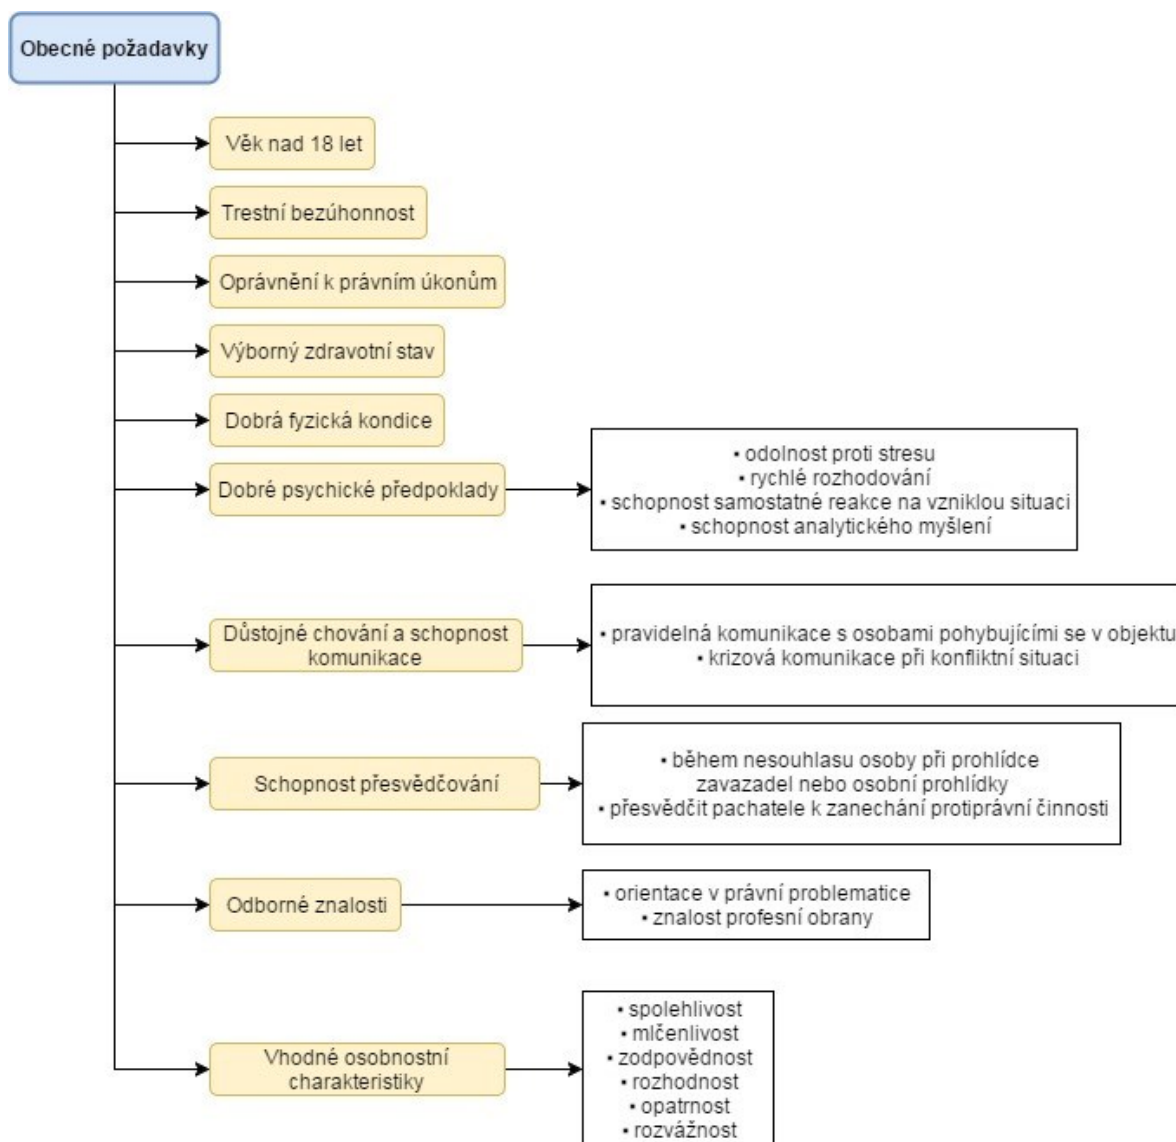 Obecné požadavky
Věk nad 18 let
Trestní bezúhonnost
Oprávnění k právním úkonům
Výborný zdravotní stav
Dobrá fyzická kondice
Dobré psychické předpoklady
▪ odolnost proti stresu
▪ rychlé rozhodování
▪ schopnost samostatné reakce na vzniklou situaci
▪ schopnost analytického myšlení
Důstojné chování a schopnost
komunikace
▪ pravidelná komunikace s osobami pohybujícími se v objektu
▪ krizová komunikace při konfliktní situaci
Schopnost přesvědčování
▪ během nesouhlasu osoby při prohlídce
zavazadel nebo osobní prohlídky
▪ přesvědčit pachatele k zanechání protiprávní činnosti
Odborné znalosti
▪ orientace v právní problematice
▪ znalost profesní obrany
Vhodné osobnostní
charakteristiky
▪ spolehlivost
▪ mlčenlivost
▪ zodpovědnost
▪ rozhodnost
▪ opatrnost
▪ rozvážnost